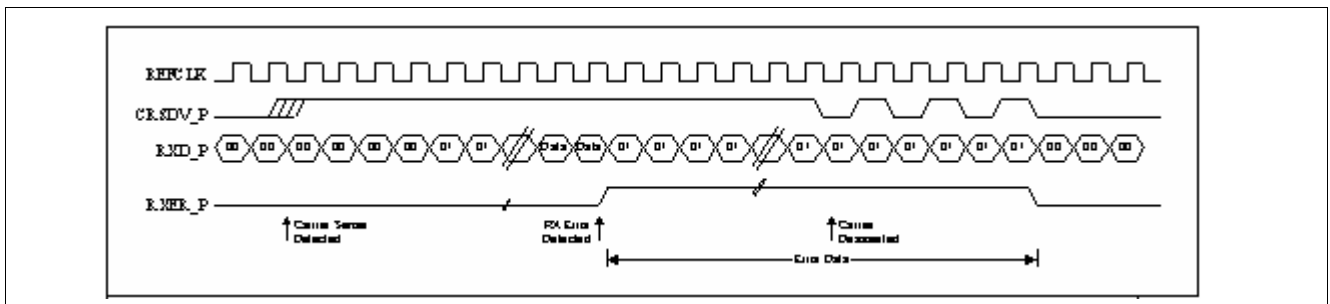 REFCLK
CRSDV_P
RXD_P 00 00 00 00 00 00 01 01 Data Data 01 01 01 01 01 01 01 01 01 01 01 00 00 00
RXER_P
Carrier Sense Detected
RX Error Detected
Carrier Deasserted
Error Data